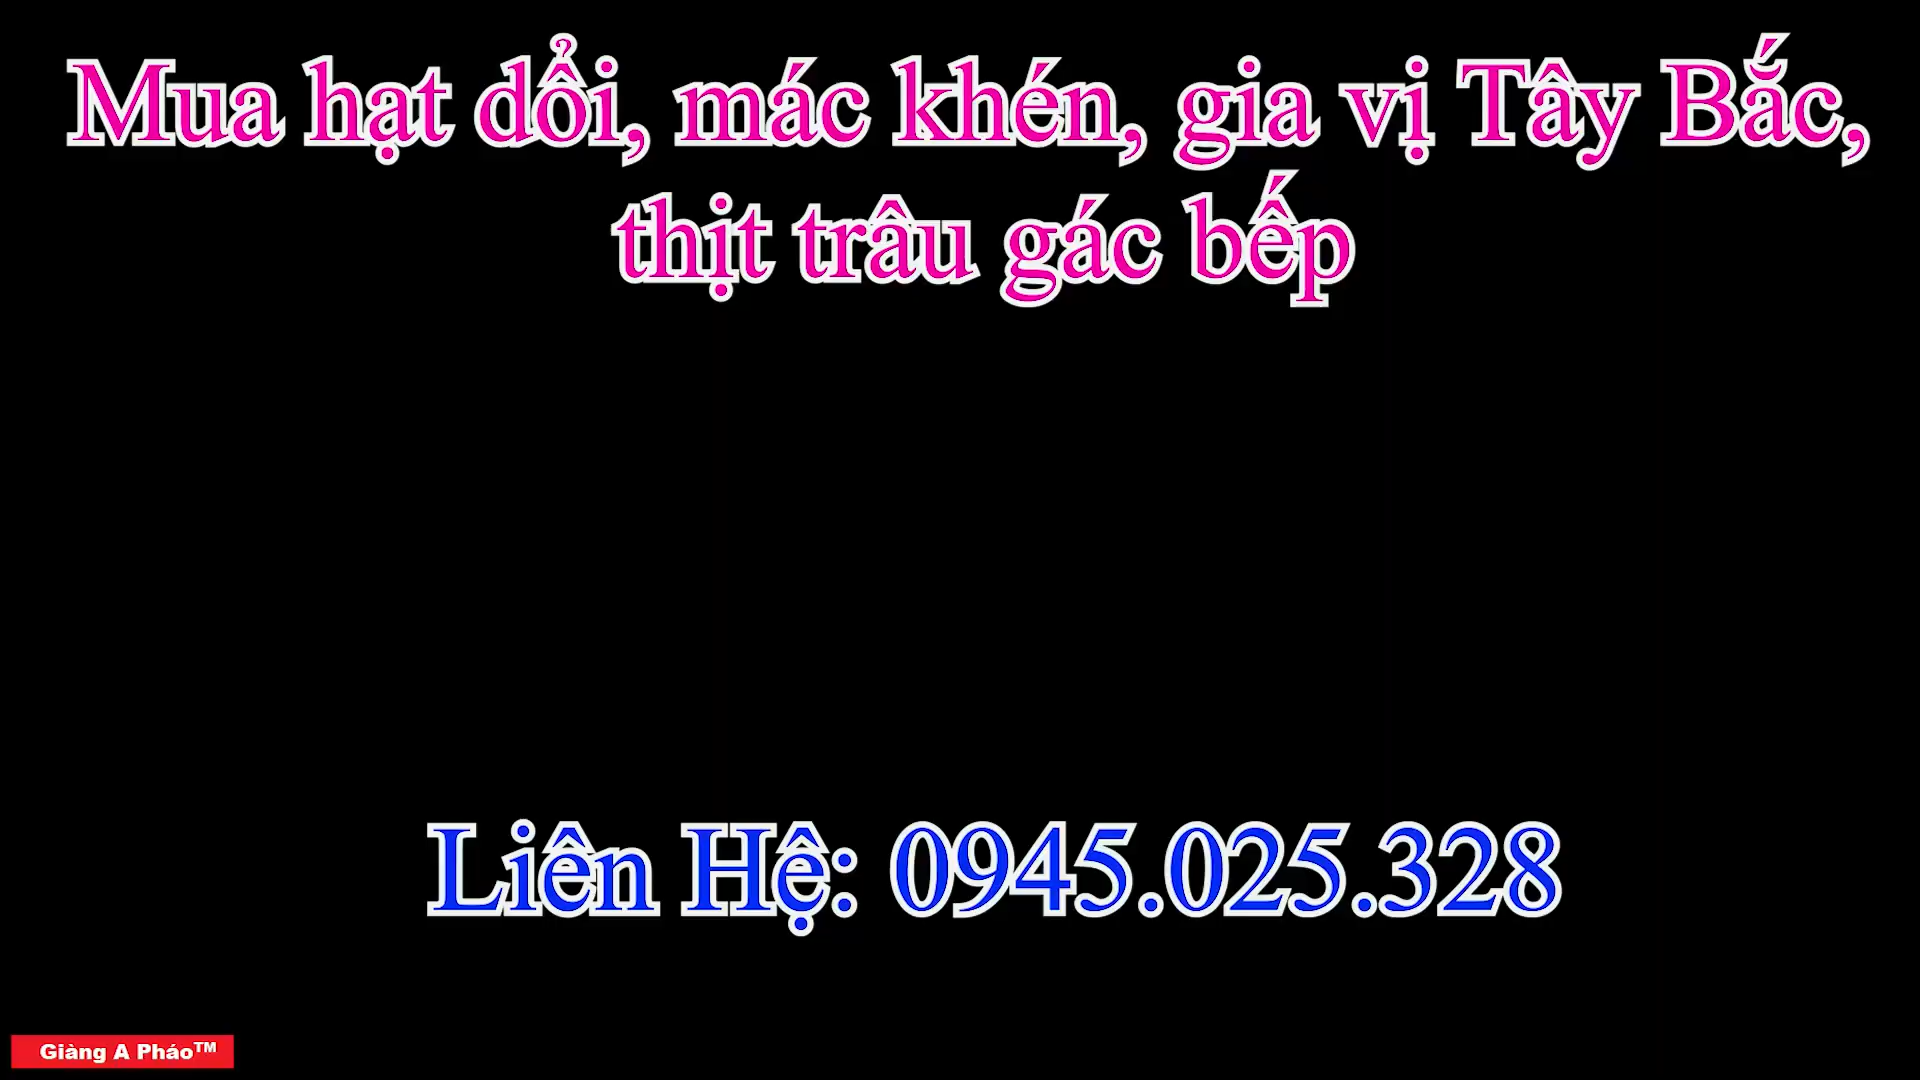 Mua hạt dổi, mác khén, gia vị Tây Bắc,
thịt trâu gác bếp
Liên Hệ: 0945.025.328
Giàng A Pháo™